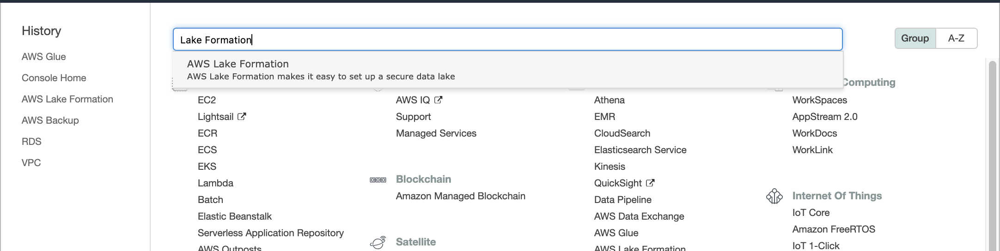 History
AWS Glue
Console Home
AWS Lake Formation
AWS Backup
RDS
VPC
Lake Formation
Group
A-Z
AWS Lake Formation
AWS Lake Formation makes it easy to set up a secure data lake
EC2
Lightsail
ECR
ECS
EKS
Lambda
Batch
Elastic Beanstalk
Serverless Application Repository
AWS Outposts
AWS IQ
Support
Managed Services
Blockchain
Amazon Managed Blockchain
Satellite
Athena
EMR
CloudSearch
Elasticsearch Service
Kinesis
QuickSight
Data Pipeline
AWS Data Exchange
AWS Glue
AWS Lake Formation
Computing
WorkSpaces
AppStream 2.0
WorkDocs
WorkLink
Internet Of Things
IoT Core
Amazon FreeRTOS
IoT 1-Click